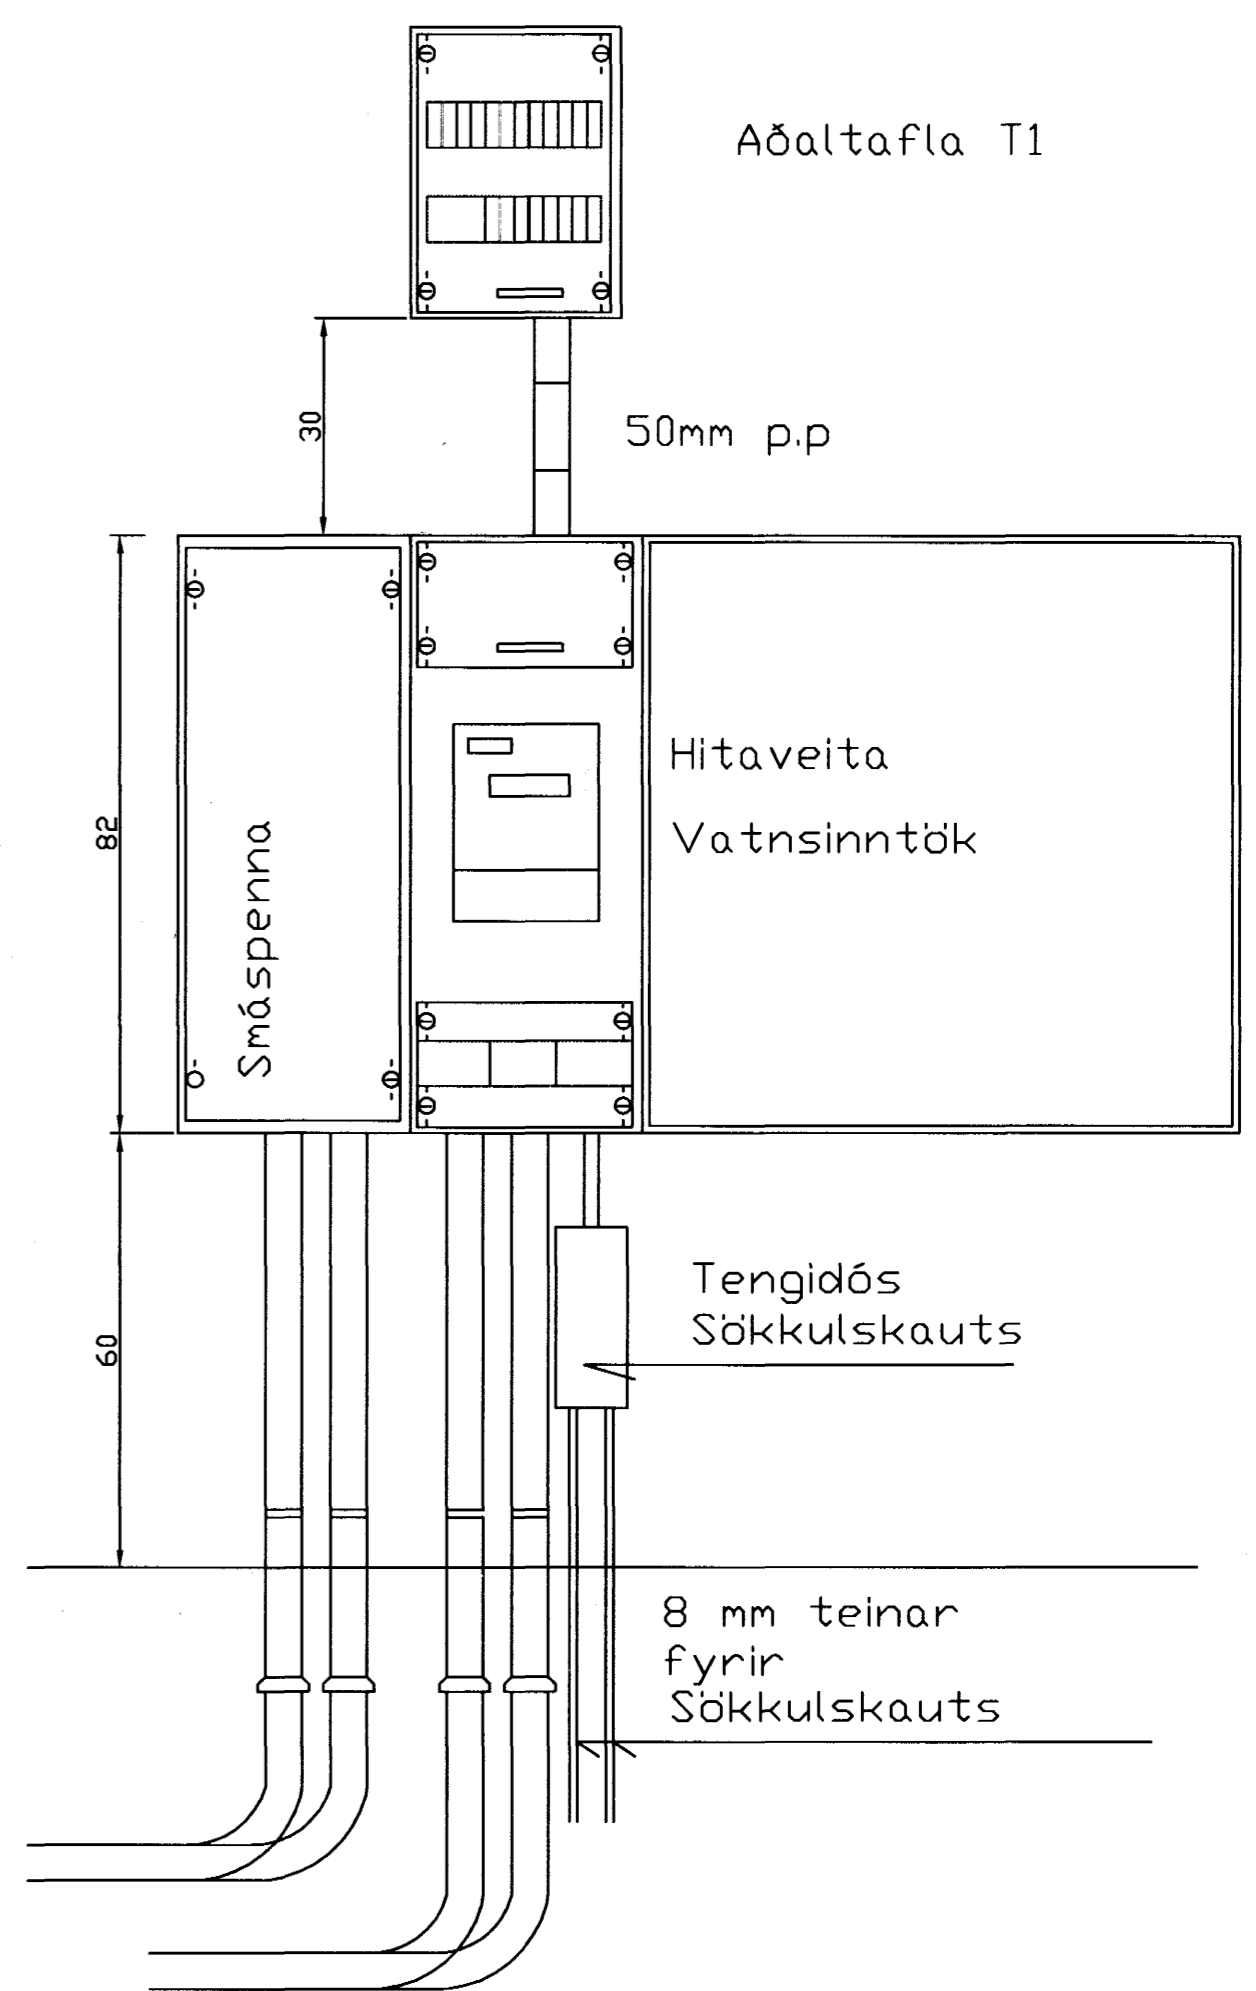 Aðaltafla T1
30
50mm p.p
82
Smáspenna
Hitaveita
Vatnsinntök
60
Tengidós
Sökkulskauts
8 mm teinar
fyrir
Sökkulskauts